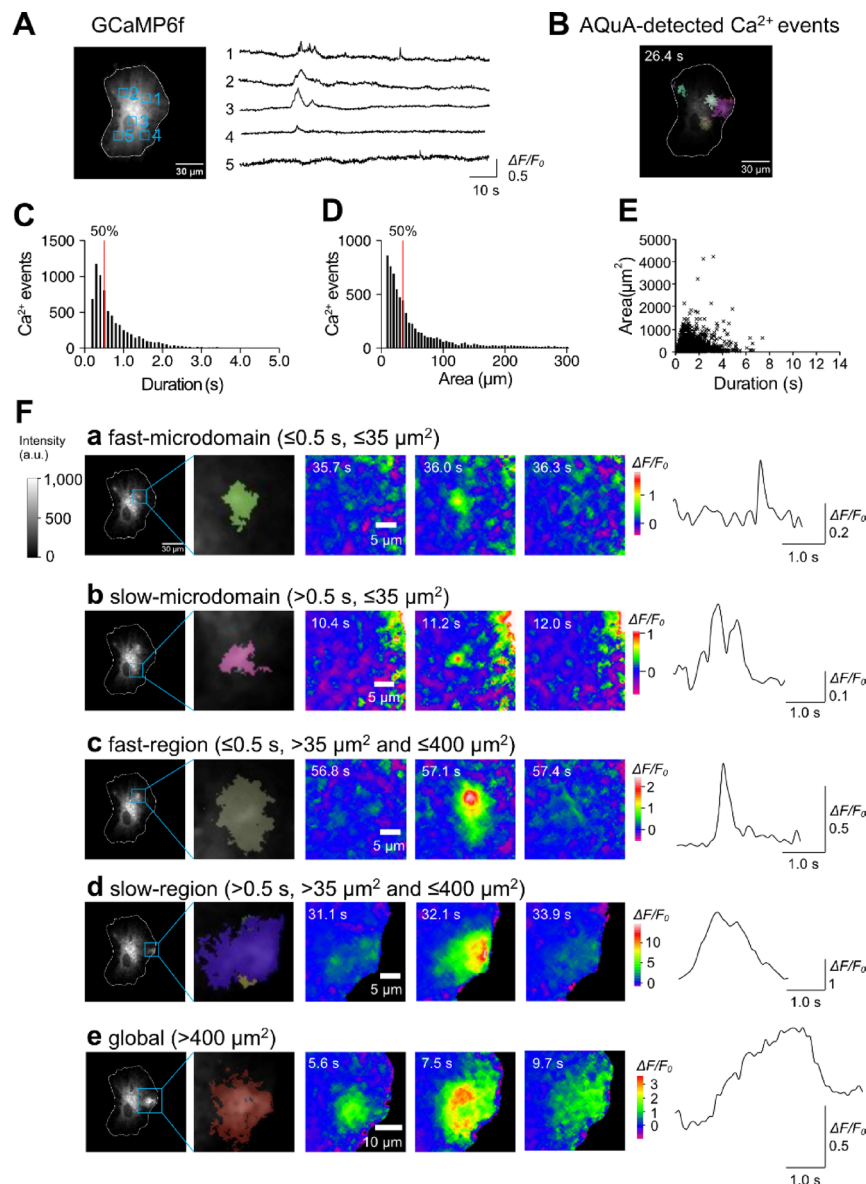 A
GCaMP6f
2
1
3
5
4
30 µm
1
2
3
4
5
ΔF/F₀
0.5
10 s
B
AQuA-detected Ca²⁺ events
26.4 s
30 µm
C
50%
1500
1000
500
0
Ca²⁺ events
0.0
1.0
2.0
3.0
4.0
5.0
Duration (s)
D
50%
1000
500
0
Ca²⁺ events
0
100
200
300
Area (µm)
E
5000
4000
3000
2000
1000
0
Area(µm²)
0 2 4 6 8 10 12 14
Duration (s)
F
Intensity
(a.u.)
1,000
500
0
a fast-microdomain (≤0.5 s, ≤35 µm²)
30 µm
35.7 s
5 µm
36.0 s
36.3 s
ΔF/F₀
1
0
ΔF/F₀
0.2
1.0 s
b slow-microdomain (>0.5 s, ≤35 µm²)
10.4 s
5 µm
11.2 s
12.0 s
ΔF/F₀
1
0
ΔF/F₀
0.1
1.0 s
c fast-region (≤0.5 s, >35 µm² and ≤400 µm²)
56.8 s
5 µm
57.1 s
57.4 s
ΔF/F₀
2
1
0
ΔF/F₀
0.5
1.0 s
d slow-region (>0.5 s, >35 µm² and ≤400 µm²)
31.1 s
5 µm
32.1 s
33.9 s
ΔF/F₀
10
5
0
ΔF/F₀
1
1.0 s
e global (>400 µm²)
5.6 s
10 µm
7.5 s
9.7 s
ΔF/F₀
3
2
1
0
ΔF/F₀
0.5
1.0 s